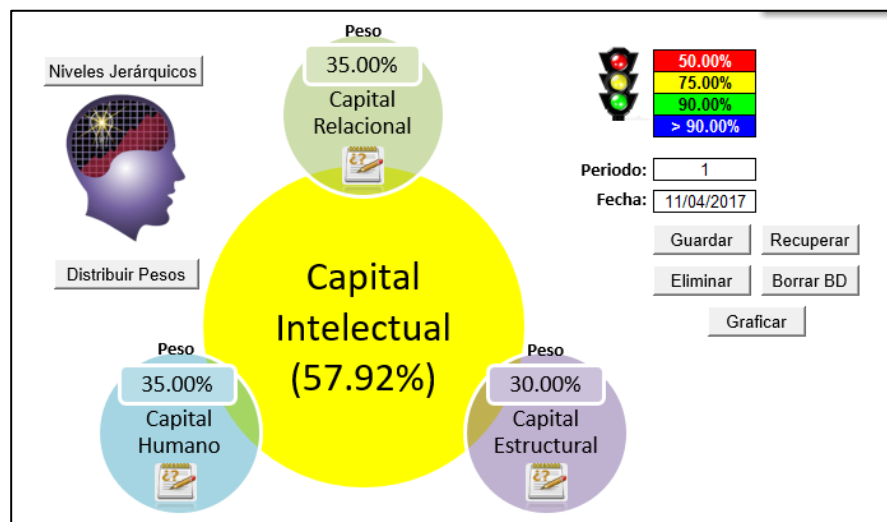 Niveles Jerárquicos
Distribuir Pesos
Peso
35.00%
Capital
Relacional
¿?
Capital
Intelectual
(57.92%)
Peso
35.00%
Capital
Humano
¿?
Peso
30.00%
Capital
Estructural
¿?
50.00%
75.00%
90.00%
> 90.00%
Periodo: 1
Fecha: 11/04/2017
Guardar Recuperar
Eliminar Borrar BD
Graficar